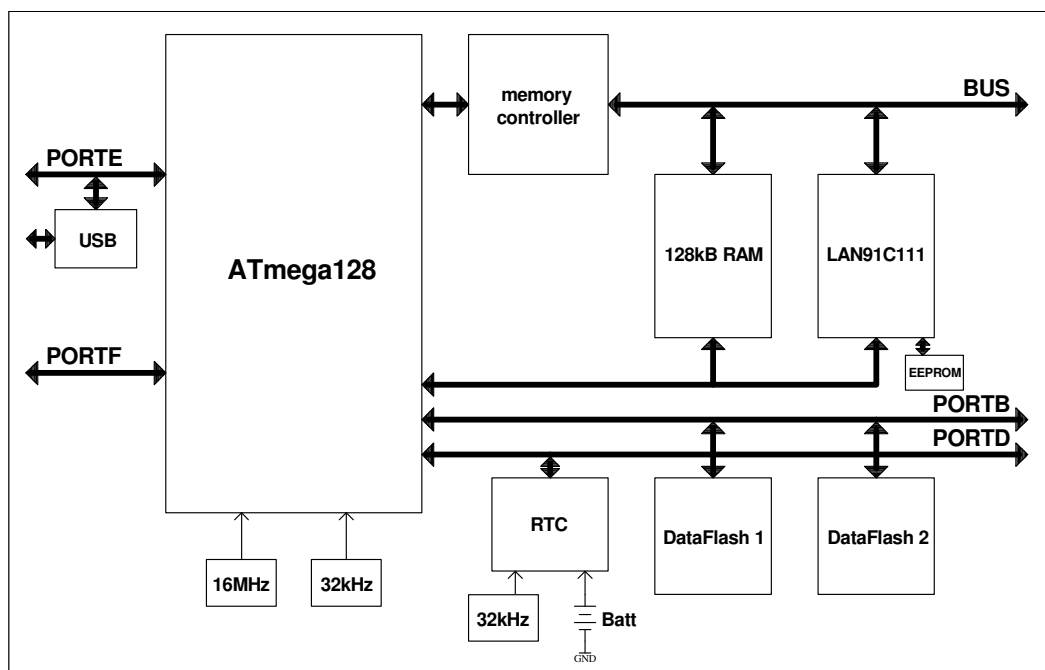 BUS
memory
controller
PORTE
USB
ATmega128
128kB RAM
LAN91C111
PORTF
EEPROM
PORTB
PORTD
RTC
DataFlash 1
DataFlash 2
16MHz
32kHz
32kHz
Batt
GND